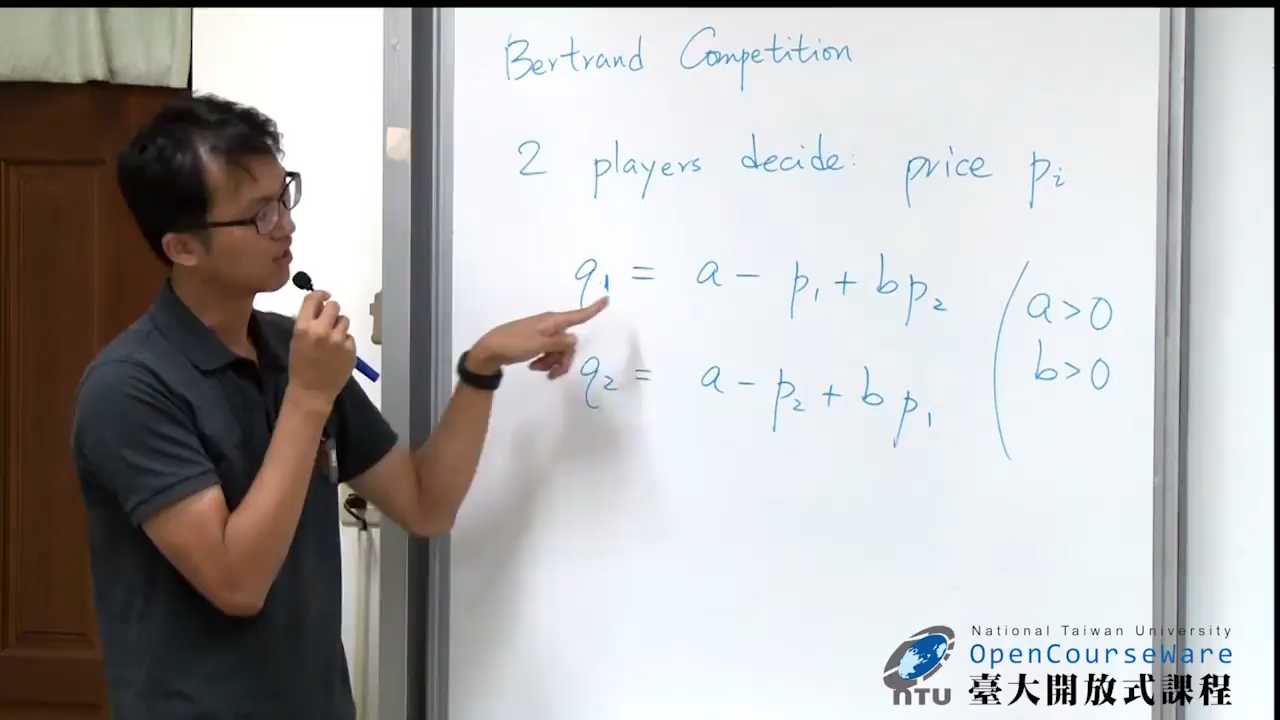 Bertrand Competition
2 players decide: price pᵢ
q₁ = a - p₁ + bp₂
q₂ = a - p₂ + bp₁
( a>0
b>0
National Taiwan University
OpenCourseWare
NTU
臺大開放式課程